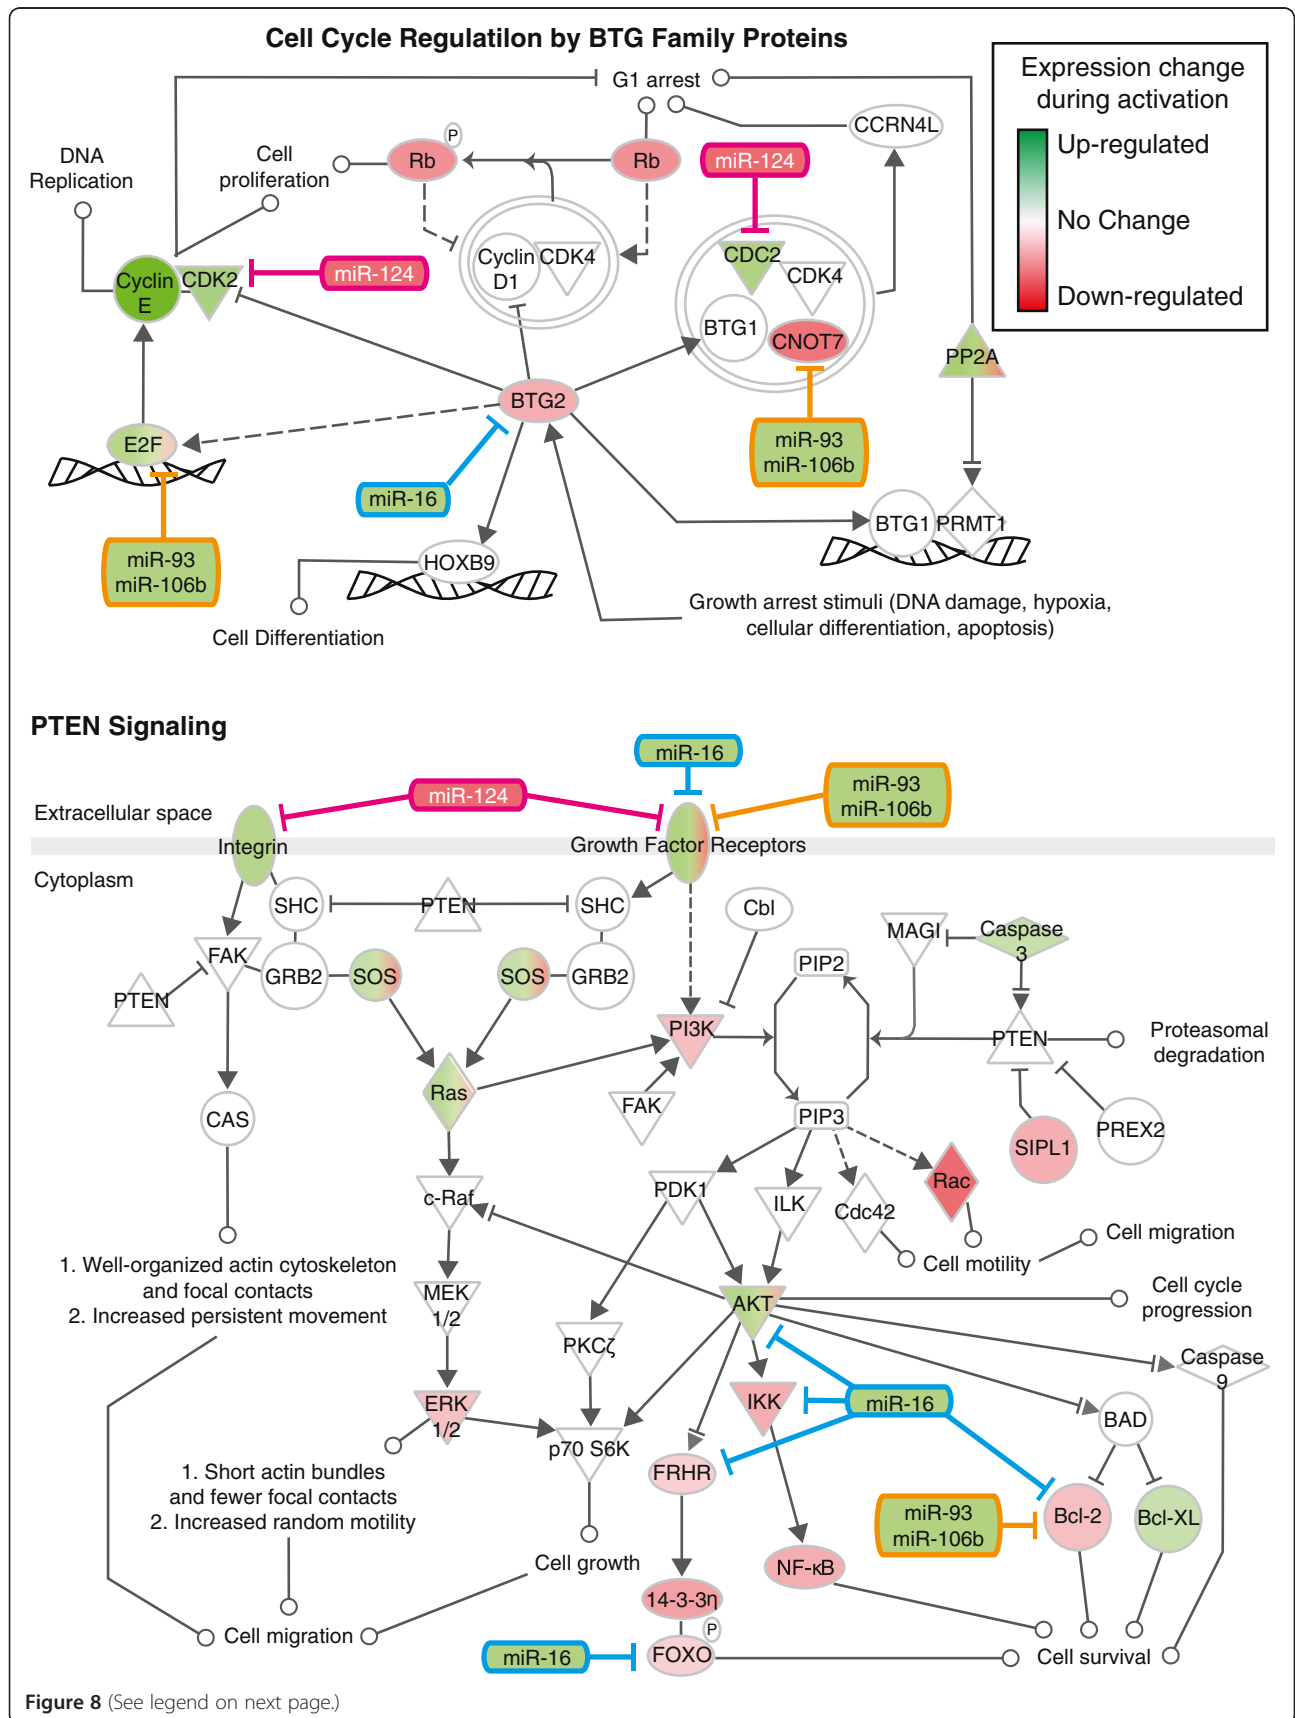 Cell Cycle Regulatilon by BTG Family Proteins
Expression change
during activation
Up-regulated
No Change
Down-regulated
G1 arrest
CCRN4L
P
Rb
Rb
miR-124
DNA
Replication
Cell
proliferation
Cyclin
E
CDK2
miR-124
Cyclin
D1
CDK4
CDC2
CDK4
BTG1
CNOT7
PP2A
BTG2
E2F
miR-93
miR-106b
miR-16
BTG1
PRMT1
miR-93
miR-106b
HOXB9
Cell Differentiation
Growth arrest stimuli (DNA damage, hypoxia,
cellular differentiation, apoptosis)
PTEN Signaling
miR-16
miR-124
miR-93
miR-106b
Extracellular space
Integrin
Growth Factor Receptors
Cytoplasm
SHC
PTEN
SHC
Cbl
MAGI
Caspase
3
FAK
GRB2
SOS
SOS
GRB2
PIP2
PTEN
PI3K
PTEN
Proteasomal
degradation
Ras
FAK
PIP3
CAS
SIPL1
PREX2
c-Raf
PDK1
ILK
Cdc42
Rac
Cell motility
Cell migration
1. Well-organized actin cytoskeleton
and focal contacts
2. Increased persistent movement
MEK
1/2
AKT
Cell cycle
progression
PKCζ
Caspase
9
ERK
1/2
IKK
miR-16
BAD
p70 S6K
FRHR
1. Short actin bundles
and fewer focal contacts
2. Increased random motility
miR-93
miR-106b
Bcl-2
Bcl-XL
Cell growth
NF-κB
14-3-3η
P
Cell migration
miR-16
FOXO
Cell survival
Figure 8 (See legend on next page.)